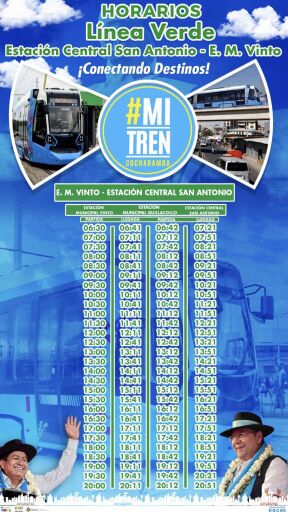 HORARIOS
Línea Verde
Estación Central San Antonio - E. M. Vinto
¡Conectando Destinos!
#MI
TREN
COCHABAMBA
E. M. VINTO - ESTACIÓN CENTRAL SAN ANTONIO
ESTACIÓN MUNICIPAL VINTO ESTACIÓN MUNICIPAL QUILLACOLLO ESTACIÓN CENTRAL SAN ANTONIO
PARTIDA LLEGADA PARTIDA LLEGADA
06:30 06:41 06:42 07:21
07:00 07:11 07:12 07:51
07:30 07:41 07:42 08:21
08:00 08:11 08:12 08:51
08:30 08:41 08:42 09:21
09:00 09:11 09:12 09:51
09:30 09:41 09:42 10:21
10:00 10:11 10:12 10:51
10:30 10:41 10:42 11:21
11:00 11:11 11:12 11:51
11:30 11:41 11:42 12:21
12:00 12:11 12:12 12:51
12:30 12:41 12:42 13:21
13:00 13:11 13:12 13:51
13:30 13:41 13:42 14:21
14:00 14:11 14:12 14:51
14:30 14:41 14:42 15:21
15:00 15:11 15:12 15:51
15:30 15:41 15:42 16:21
16:00 16:11 16:12 16:51
16:30 16:41 16:42 17:21
17:00 17:11 17:12 17:51
17:30 17:41 17:42 18:21
18:00 18:11 18:12 18:51
18:30 18:41 18:42 19:21
19:00 19:11 19:12 19:51
19:30 19:41 19:42 20:21
20:00 20:11 20:12 20:51